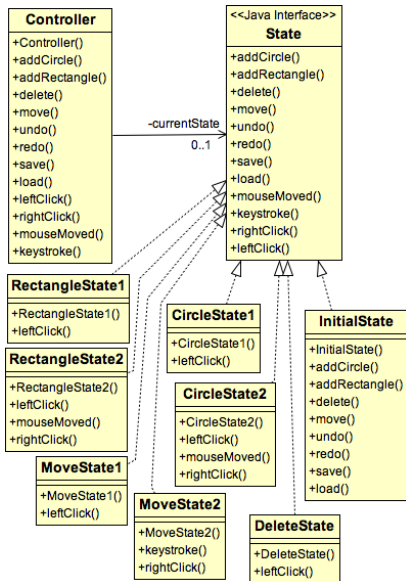 Controller
+Controller()
+addCircle()
+addRectangle()
+delete()
+move()
+undo()
+redo()
+save()
+load()
+leftClick()
+rightClick()
+mouseMoved()
+keystroke()
-currentState
0..1
<<Java Interface>>
State
+addCircle()
+addRectangle()
+delete()
+move()
+undo()
+redo()
+save()
+load()
+mouseMoved()
+keystroke()
+rightClick()
+leftClick()
RectangleState1
+RectangleState1()
+leftClick()
RectangleState2
+RectangleState2()
+leftClick()
+mouseMoved()
+rightClick()
MoveState1
+MoveState1()
+leftClick()
MoveState2
+MoveState2()
+keystroke()
+rightClick()
CircleState1
+CircleState1()
+leftClick()
CircleState2
+CircleState2()
+leftClick()
+mouseMoved()
+rightClick()
InitialState
+InitialState()
+addCircle()
+addRectangle()
+delete()
+move()
+undo()
+redo()
+save()
+load()
DeleteState
+DeleteState()
+leftClick()